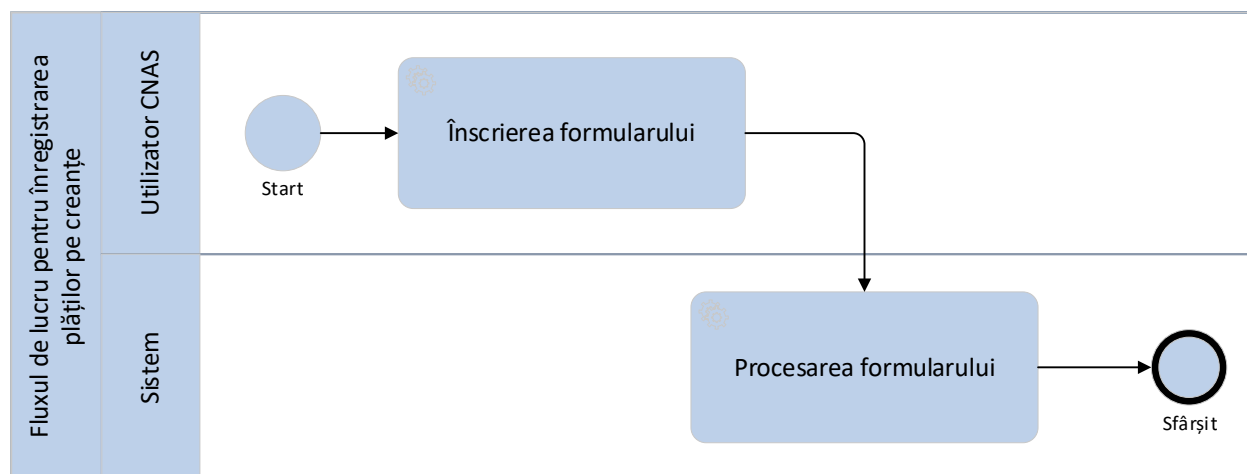 Fluxul de lucru pentru înregistrarea
plăților pe creanțe
Utilizator CNAS
Start
Înscrierea formularului
Sistem
Procesarea formularului
Sfârșit